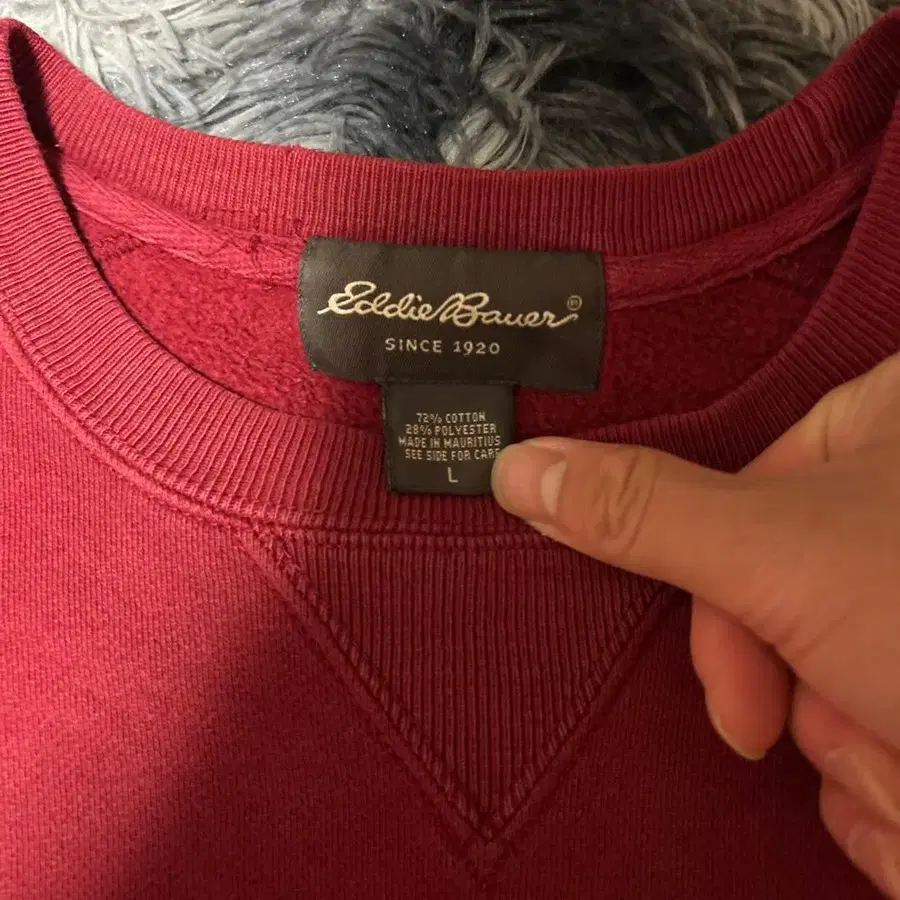 Eddie Bauer
SINCE 1920
72% COTTON
28% POLYESTER
MADE IN MAURITIUS
SEE SIDE FOR CARE
L